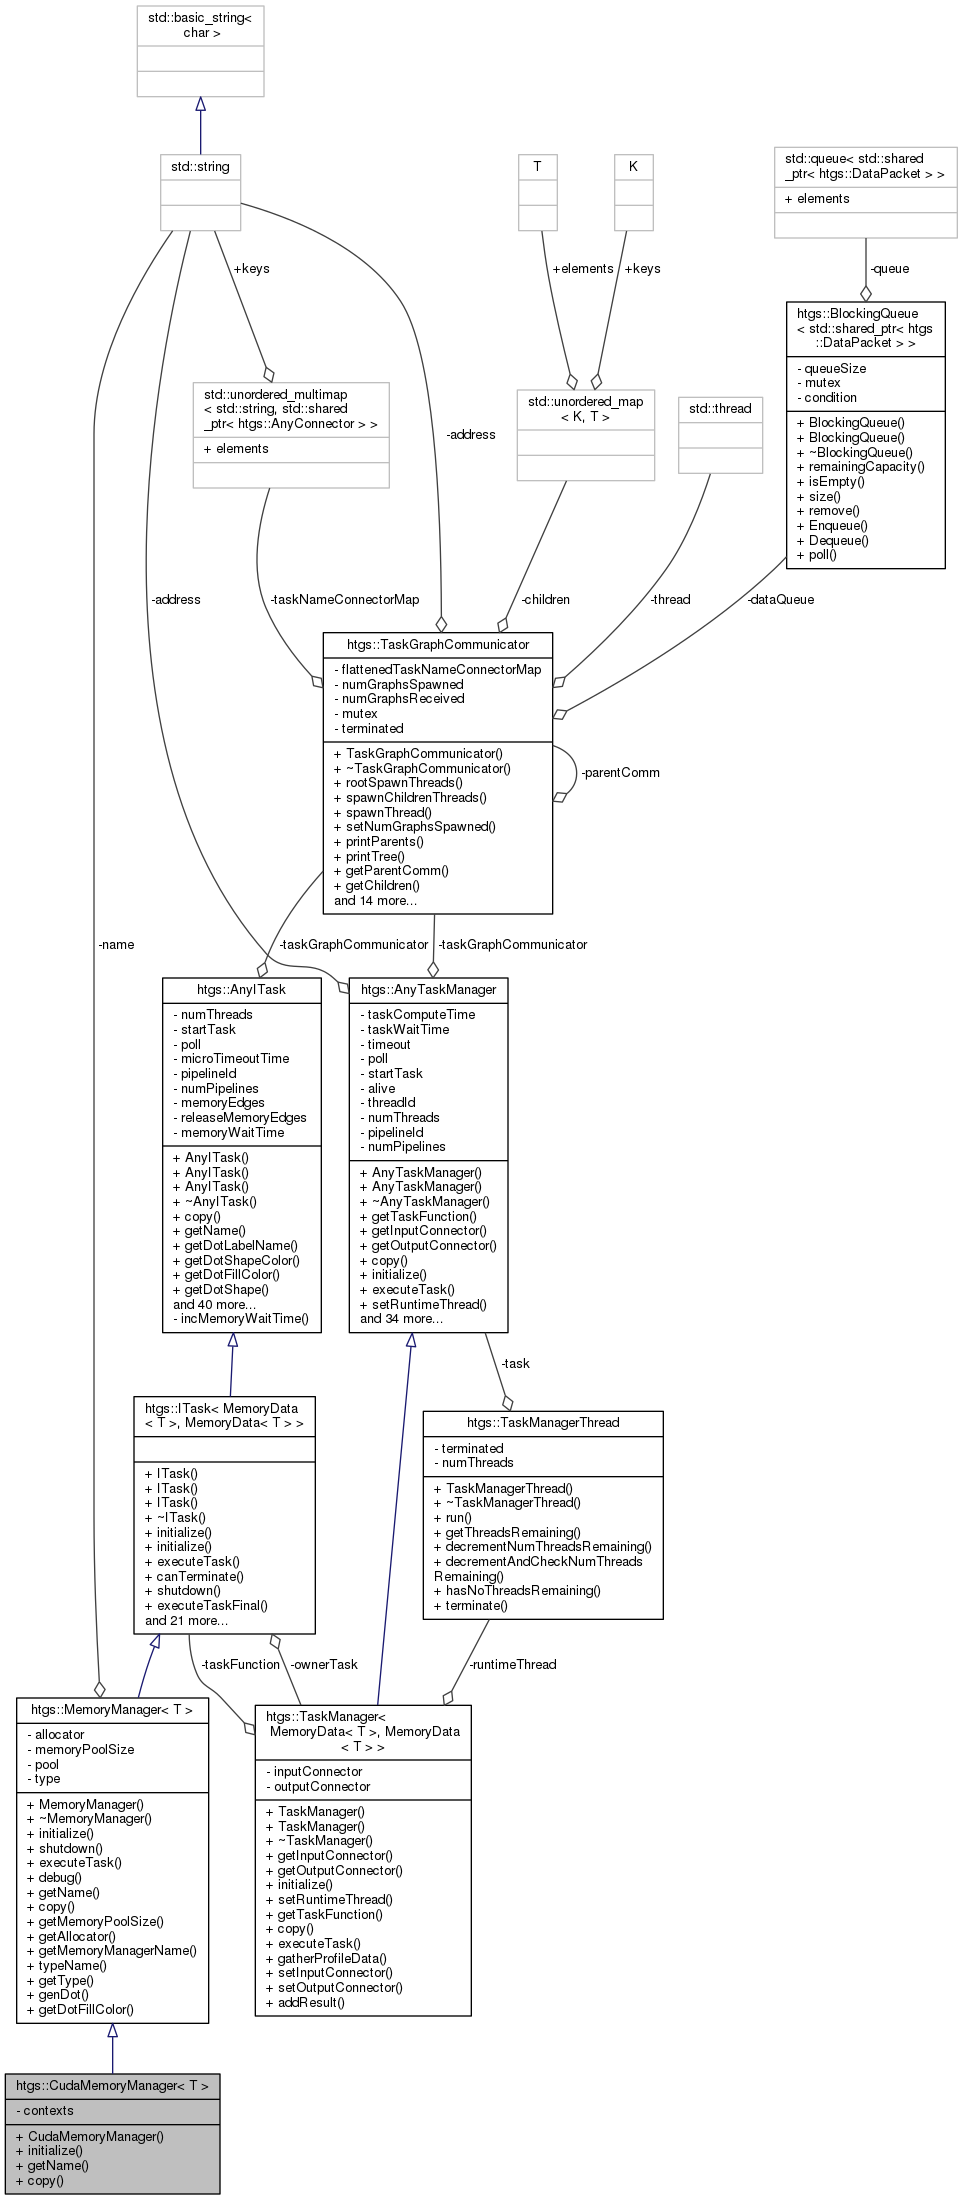 std::basic_string<
char >
std::string
T
K
std::queue< std::shared
_ptr< htgs::DataPacket > >
+ elements
+keys
+elements
+keys
-queue
htgs::BlockingQueue
< std::shared_ptr< htgs
::DataPacket > >
- queueSize
- mutex
- condition
+ BlockingQueue()
+ BlockingQueue()
+ ~BlockingQueue()
+ remainingCapacity()
+ isEmpty()
+ size()
+ remove()
+ Enqueue()
+ Dequeue()
+ poll()
std::unordered_multimap
< std::string, std::shared
_ptr< htgs::AnyConnector > >
+ elements
std::unordered_map
< K, T >
std::thread
-address
-address
-taskNameConnectorMap
-children
-thread
-dataQueue
htgs::TaskGraphCommunicator
- flattenedTaskNameConnectorMap
- numGraphsSpawned
- numGraphsReceived
- mutex
- terminated
+ TaskGraphCommunicator()
+ ~TaskGraphCommunicator()
+ rootSpawnThreads()
+ spawnChildrenThreads()
+ spawnThread()
+ setNumGraphsSpawned()
+ printParents()
+ printTree()
+ getParentComm()
+ getChildren()
and 14 more...
-parentComm
-name
-taskGraphCommunicator
-taskGraphCommunicator
htgs::AnyITask
- numThreads
- startTask
- poll
- microTimeoutTime
- pipelineId
- numPipelines
- memoryEdges
- releaseMemoryEdges
- memoryWaitTime
+ AnyITask()
+ AnyITask()
+ AnyITask()
+ ~AnyITask()
+ copy()
+ getName()
+ getDotLabelName()
+ getDotShapeColor()
+ getDotFillColor()
+ getDotShape()
and 40 more...
- incMemoryWaitTime()
htgs::AnyTaskManager
- taskComputeTime
- taskWaitTime
- timeout
- poll
- startTask
- alive
- threadId
- numThreads
- pipelineId
- numPipelines
+ AnyTaskManager()
+ AnyTaskManager()
+ ~AnyTaskManager()
+ getTaskFunction()
+ getInputConnector()
+ getOutputConnector()
+ copy()
+ initialize()
+ executeTask()
+ setRuntimeThread()
and 34 more...
-task
htgs::ITask< MemoryData
< T >, MemoryData< T > >
+ ITask()
+ ITask()
+ ITask()
+ ~ITask()
+ initialize()
+ initialize()
+ executeTask()
+ canTerminate()
+ shutdown()
+ executeTaskFinal()
and 21 more...
htgs::TaskManagerThread
- terminated
- numThreads
+ TaskManagerThread()
+ ~TaskManagerThread()
+ run()
+ getThreadsRemaining()
+ decrementNumThreadsRemaining()
+ decrementAndCheckNumThreads
Remaining()
+ hasNoThreadsRemaining()
+ terminate()
-taskFunction
-ownerTask
-runtimeThread
htgs::MemoryManager< T >
- allocator
- memoryPoolSize
- pool
- type
+ MemoryManager()
+ ~MemoryManager()
+ initialize()
+ shutdown()
+ executeTask()
+ debug()
+ getName()
+ copy()
+ getMemoryPoolSize()
+ getAllocator()
+ getMemoryManagerName()
+ typeName()
+ getType()
+ genDot()
+ getDotFillColor()
htgs::TaskManager<
MemoryData< T >, MemoryData
< T > >
- inputConnector
- outputConnector
+ TaskManager()
+ TaskManager()
+ ~TaskManager()
+ getInputConnector()
+ getOutputConnector()
+ initialize()
+ setRuntimeThread()
+ getTaskFunction()
+ copy()
+ executeTask()
+ gatherProfileData()
+ setInputConnector()
+ setOutputConnector()
+ addResult()
htgs::CudaMemoryManager< T >
- contexts
+ CudaMemoryManager()
+ initialize()
+ getName()
+ copy()